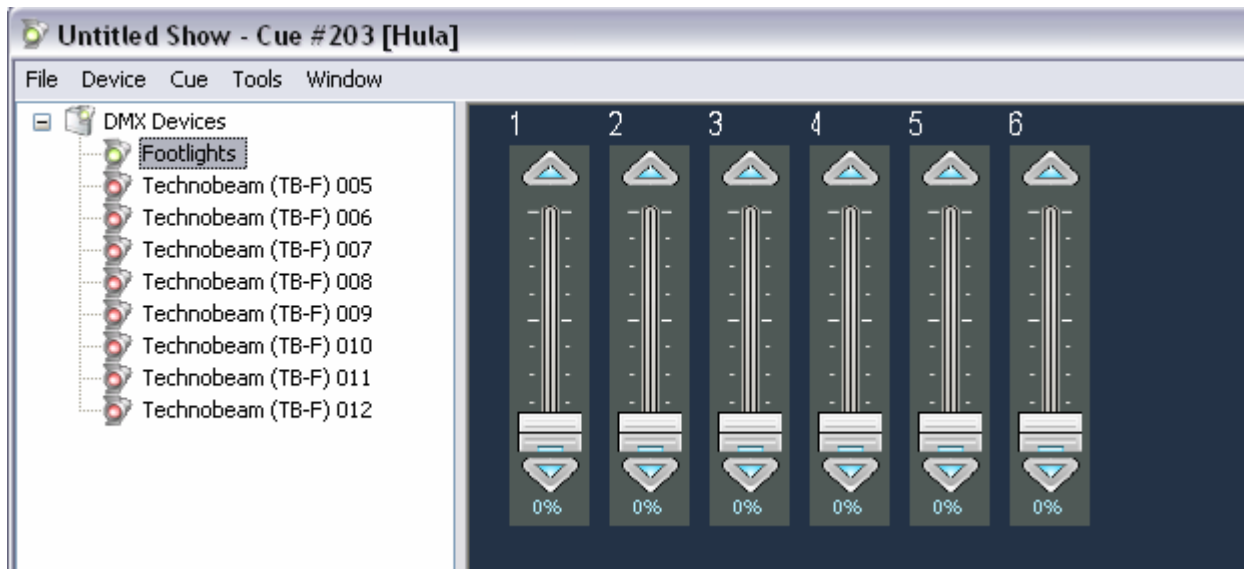 Untitled Show - Cue #203 [Hula]
File Device Cue Tools Window
DMX Devices
Footlights
Technobeam (TB-F) 005
Technobeam (TB-F) 006
Technobeam (TB-F) 007
Technobeam (TB-F) 008
Technobeam (TB-F) 009
Technobeam (TB-F) 010
Technobeam (TB-F) 011
Technobeam (TB-F) 012
1 2 3 4 5 6
0% 0% 0% 0% 0% 0%